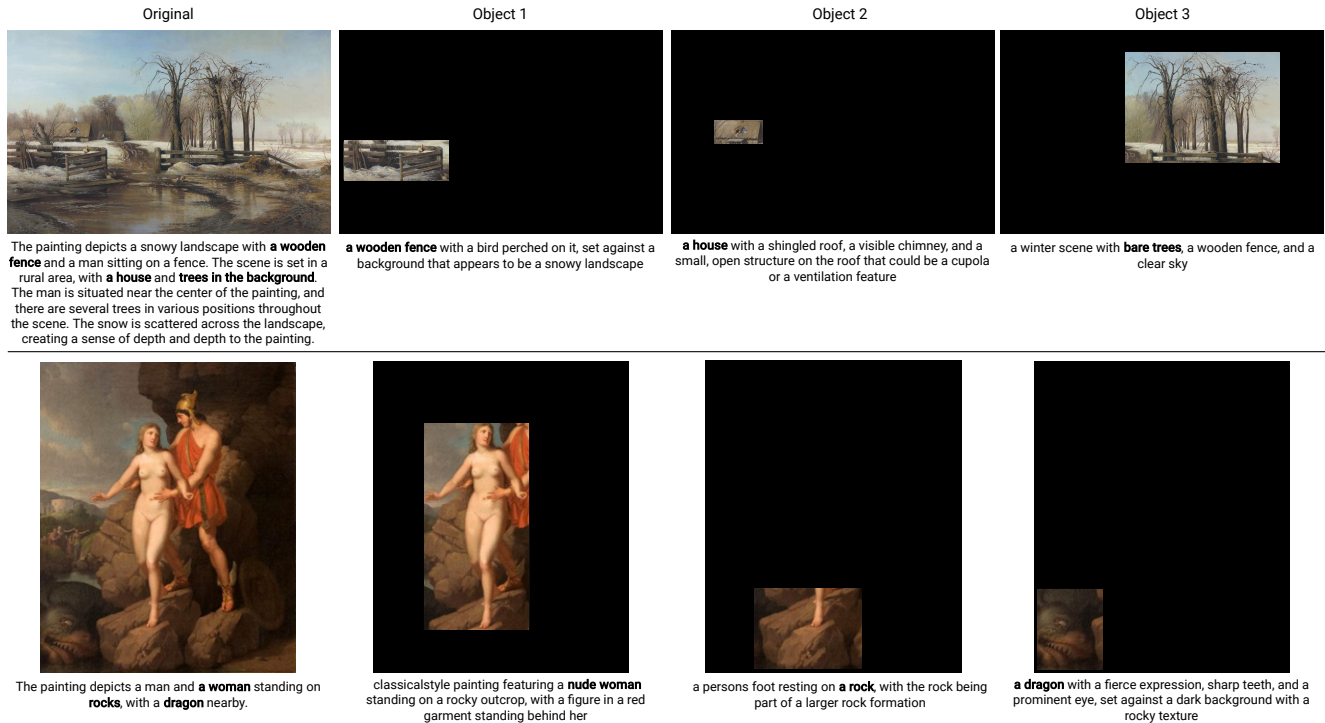 Original
Object 1
Object 2
Object 3
The painting depicts a snowy landscape with a wooden
fence and a man sitting on a fence. The scene is set in a
rural area, with a house and trees in the background.
The man is situated near the center of the painting, and
there are several trees in various positions throughout
the scene. The snow is scattered across the landscape,
creating a sense of depth and depth to the painting.
a wooden fence with a bird perched on it, set against a
background that appears to be a snowy landscape
a house with a shingled roof, a visible chimney, and a
small, open structure on the roof that could be a cupola
or a ventilation feature
a winter scene with bare trees, a wooden fence, and a
clear sky
The painting depicts a man and a woman standing on
rocks, with a dragon nearby.
classicalstyle painting featuring a nude woman
standing on a rocky outcrop, with a figure in a red
garment standing behind her
a persons foot resting on a rock, with the rock being
part of a larger rock formation
a dragon with a fierce expression, sharp teeth, and a
prominent eye, set against a dark background with a
rocky texture